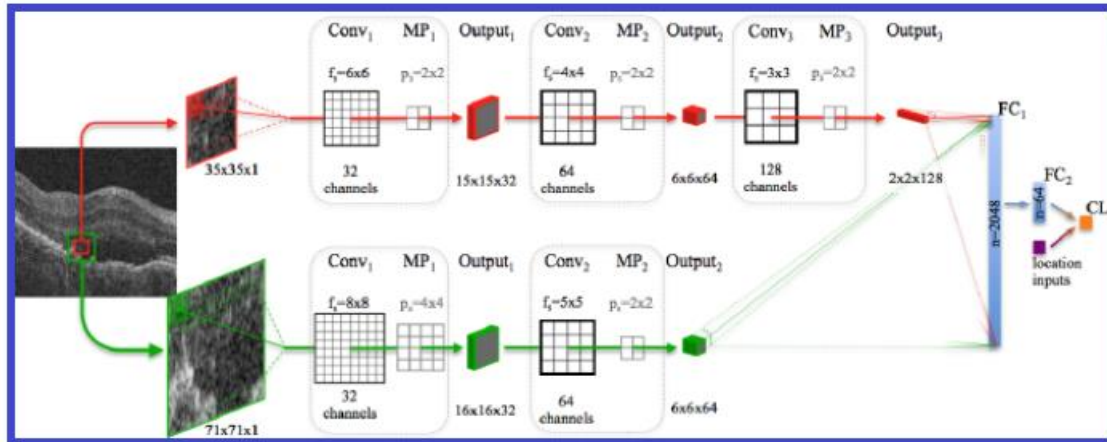 Conv₁ MP₁ Output₁ Conv₂ MP₂ Output₂ Conv₃ MP₃ Output₃
fₛ=6x6 pₛ=2x2 fₛ=4x4 pₛ=2x2 fₛ=3x3 pₛ=2x2
35x35x1
32 channels
15x15x32
64 channels
6x6x64
128 channels
2x2x128
FC₁
n=2048
FC₂
n=64
CL
location inputs
Conv₁ MP₁ Output₁ Conv₂ MP₂ Output₂
fₛ=8x8 pₛ=4x4 fₛ=5x5 pₛ=2x2
71x71x1
32 channels
16x16x32
64 channels
6x6x64